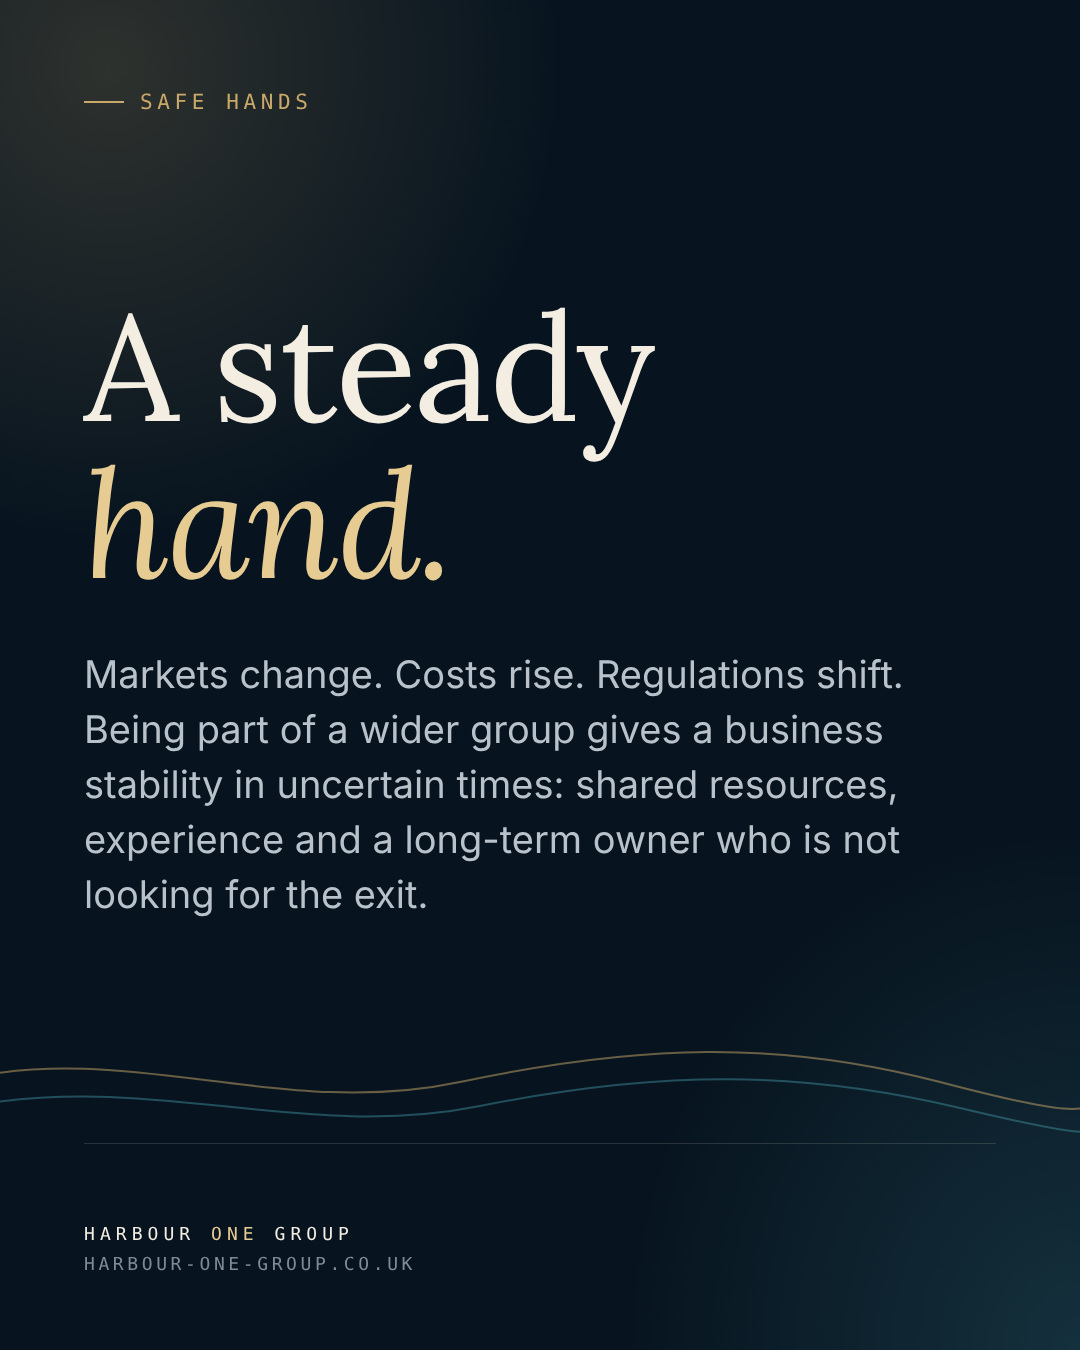 SAFE HANDS
A steady
hand.
Markets change. Costs rise. Regulations shift.
Being part of a wider group gives a business
stability in uncertain times: shared resources,
experience and a long-term owner who is not
looking for the exit.
HARBOUR ONE GROUP
HARBOUR-ONE-GROUP.CO.UK